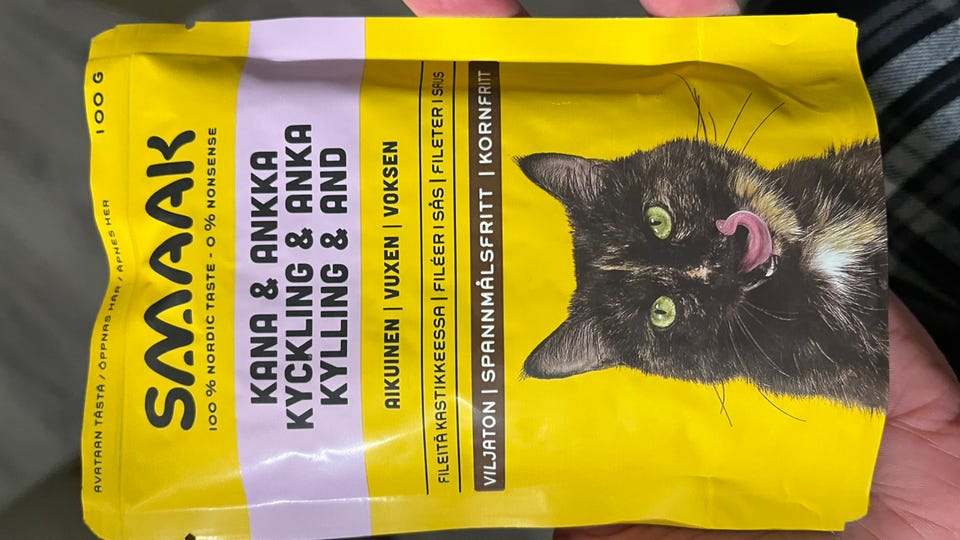 AVATAAN TÄSTÄ / ÖPPNAS HÄR / ÅPNES HER
100 G
SMAAK
100 % NORDIC TASTE - 0 % NONSENSE
KANA & ANKKA
KYCKLING & ANKA
KYLLING & AND
AIKUINEN | VUXEN | VOKSEN
FILEITÄ KASTIKKEESSA | FILÉER I SÅS | FILETER I SAUS
VILJATON | SPANNMÅLSFRITT | KORNFRITT